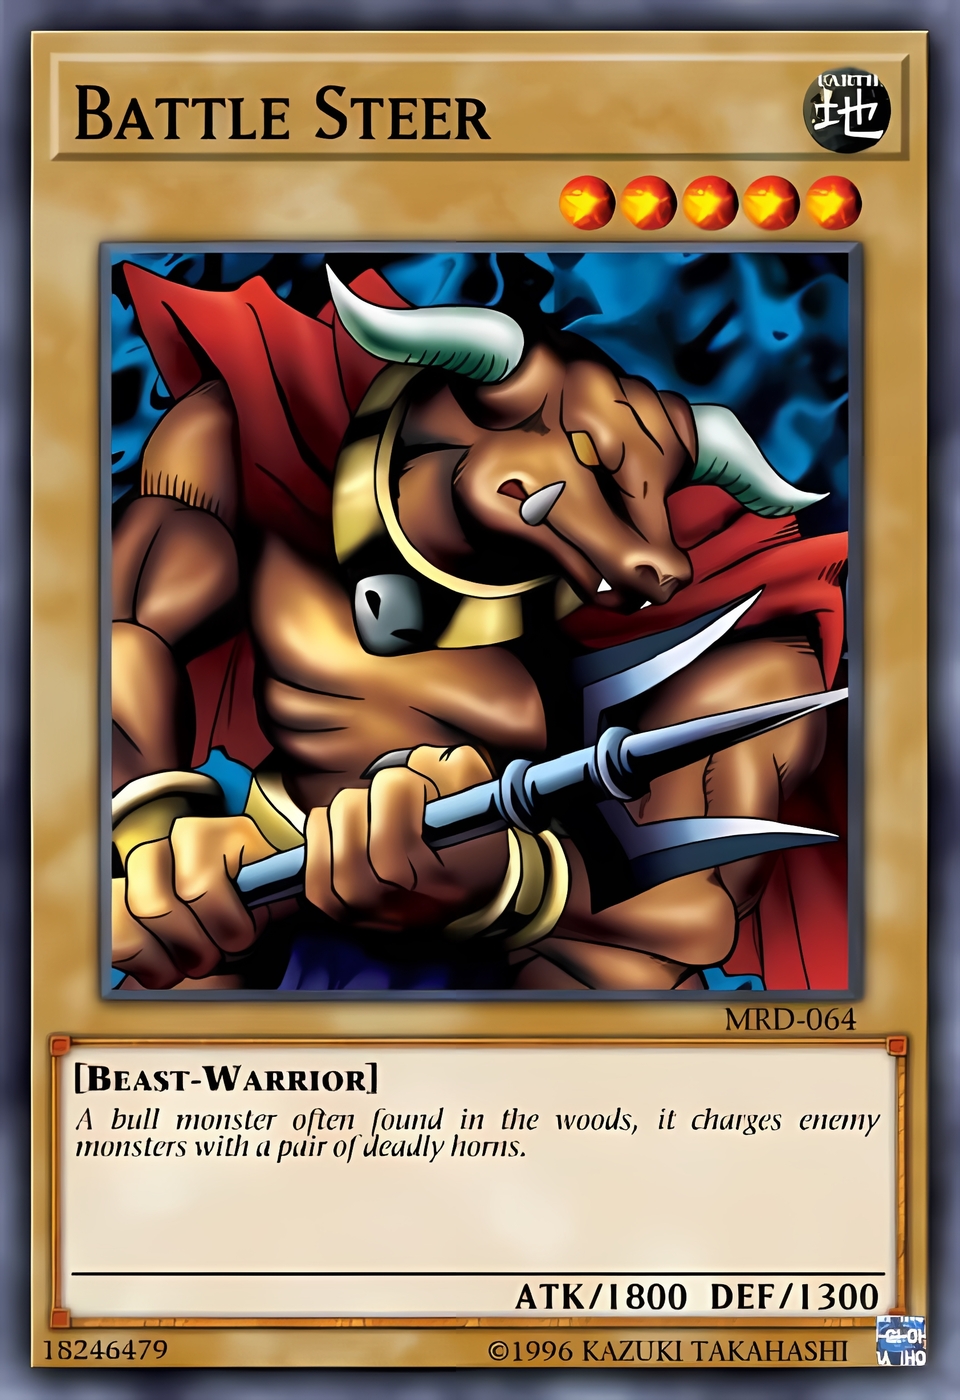 BATTLE STEER
地
MRD-064
[BEAST-WARRIOR]
A bull monster often found in the woods, it charges enemy
monsters with a pair of deadly horns.
ATK/1800 DEF/1300
18246479
©1996 KAZUKI TAKAHASHI